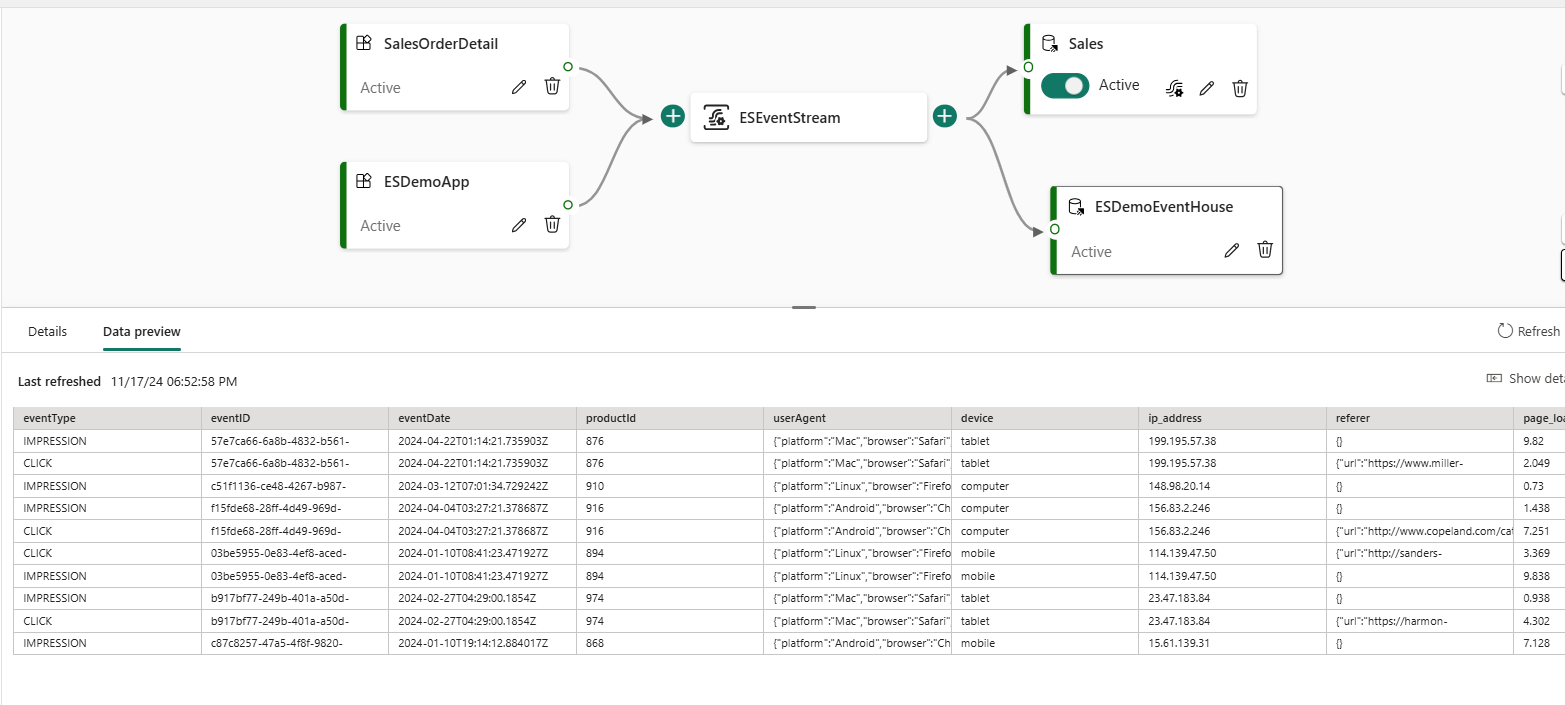 SalesOrderDetail
Active
ESDemoApp
Active
ESEventStream
Sales
Active
ESDemoEventHouse
Active
Details Data preview Refresh
Last refreshed 11/17/24 06:52:58 PM Show deta
eventType eventID eventDate productId userAgent device ip_address referer page_loa
IMPRESSION 57e7ca66-6a8b-4832-b561- 2024-04-22T01:14:21.735903Z 876 {"platform":"Mac","browser":"Safari" tablet 199.195.57.38 {} 9.82
CLICK 57e7ca66-6a8b-4832-b561- 2024-04-22T01:14:21.735903Z 876 {"platform":"Mac","browser":"Safari" tablet 199.195.57.38 {"url":"https://www.miller- 2.049
IMPRESSION c51f1136-ce48-4267-b987- 2024-03-12T07:01:34.729242Z 910 {"platform":"Linux","browser":"Firefo computer 148.98.20.14 {} 0.73
IMPRESSION f15fde68-28ff-4d49-969d- 2024-04-04T03:27:21.378687Z 916 {"platform":"Android","browser":"Ch computer 156.83.2.246 {} 1.438
CLICK f15fde68-28ff-4d49-969d- 2024-04-04T03:27:21.378687Z 916 {"platform":"Android","browser":"Ch computer 156.83.2.246 {"url":"http://www.copeland.com/cat 7.251
CLICK 03be5955-0e83-4ef8-aced- 2024-01-10T08:41:23.471927Z 894 {"platform":"Linux","browser":"Firefo mobile 114.139.47.50 {"url":"http://sanders- 3.369
IMPRESSION 03be5955-0e83-4ef8-aced- 2024-01-10T08:41:23.471927Z 894 {"platform":"Linux","browser":"Firefo mobile 114.139.47.50 {} 9.838
IMPRESSION b917bf77-249b-401a-a50d- 2024-02-27T04:29:00.1854Z 974 {"platform":"Mac","browser":"Safari" tablet 23.47.183.84 {} 0.938
CLICK b917bf77-249b-401a-a50d- 2024-02-27T04:29:00.1854Z 974 {"platform":"Mac","browser":"Safari" tablet 23.47.183.84 {"url":"https://harmon- 4.302
IMPRESSION c87c8257-47a5-4f8f-9820- 2024-01-10T19:14:12.884017Z 868 {"platform":"Android","browser":"Ch mobile 15.61.139.31 {} 7.128